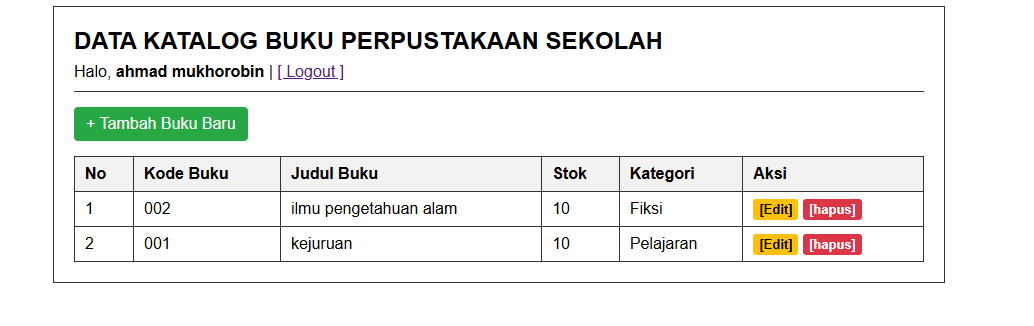 DATA KATALOG BUKU PERPUSTAKAAN SEKOLAH
Halo, ahmad mukhorobin | [ Logout ]
+ Tambah Buku Baru
No Kode Buku Judul Buku Stok Kategori Aksi
1 002 ilmu pengetahuan alam 10 Fiksi [Edit] [hapus]
2 001 kejuruan 10 Pelajaran [Edit] [hapus]